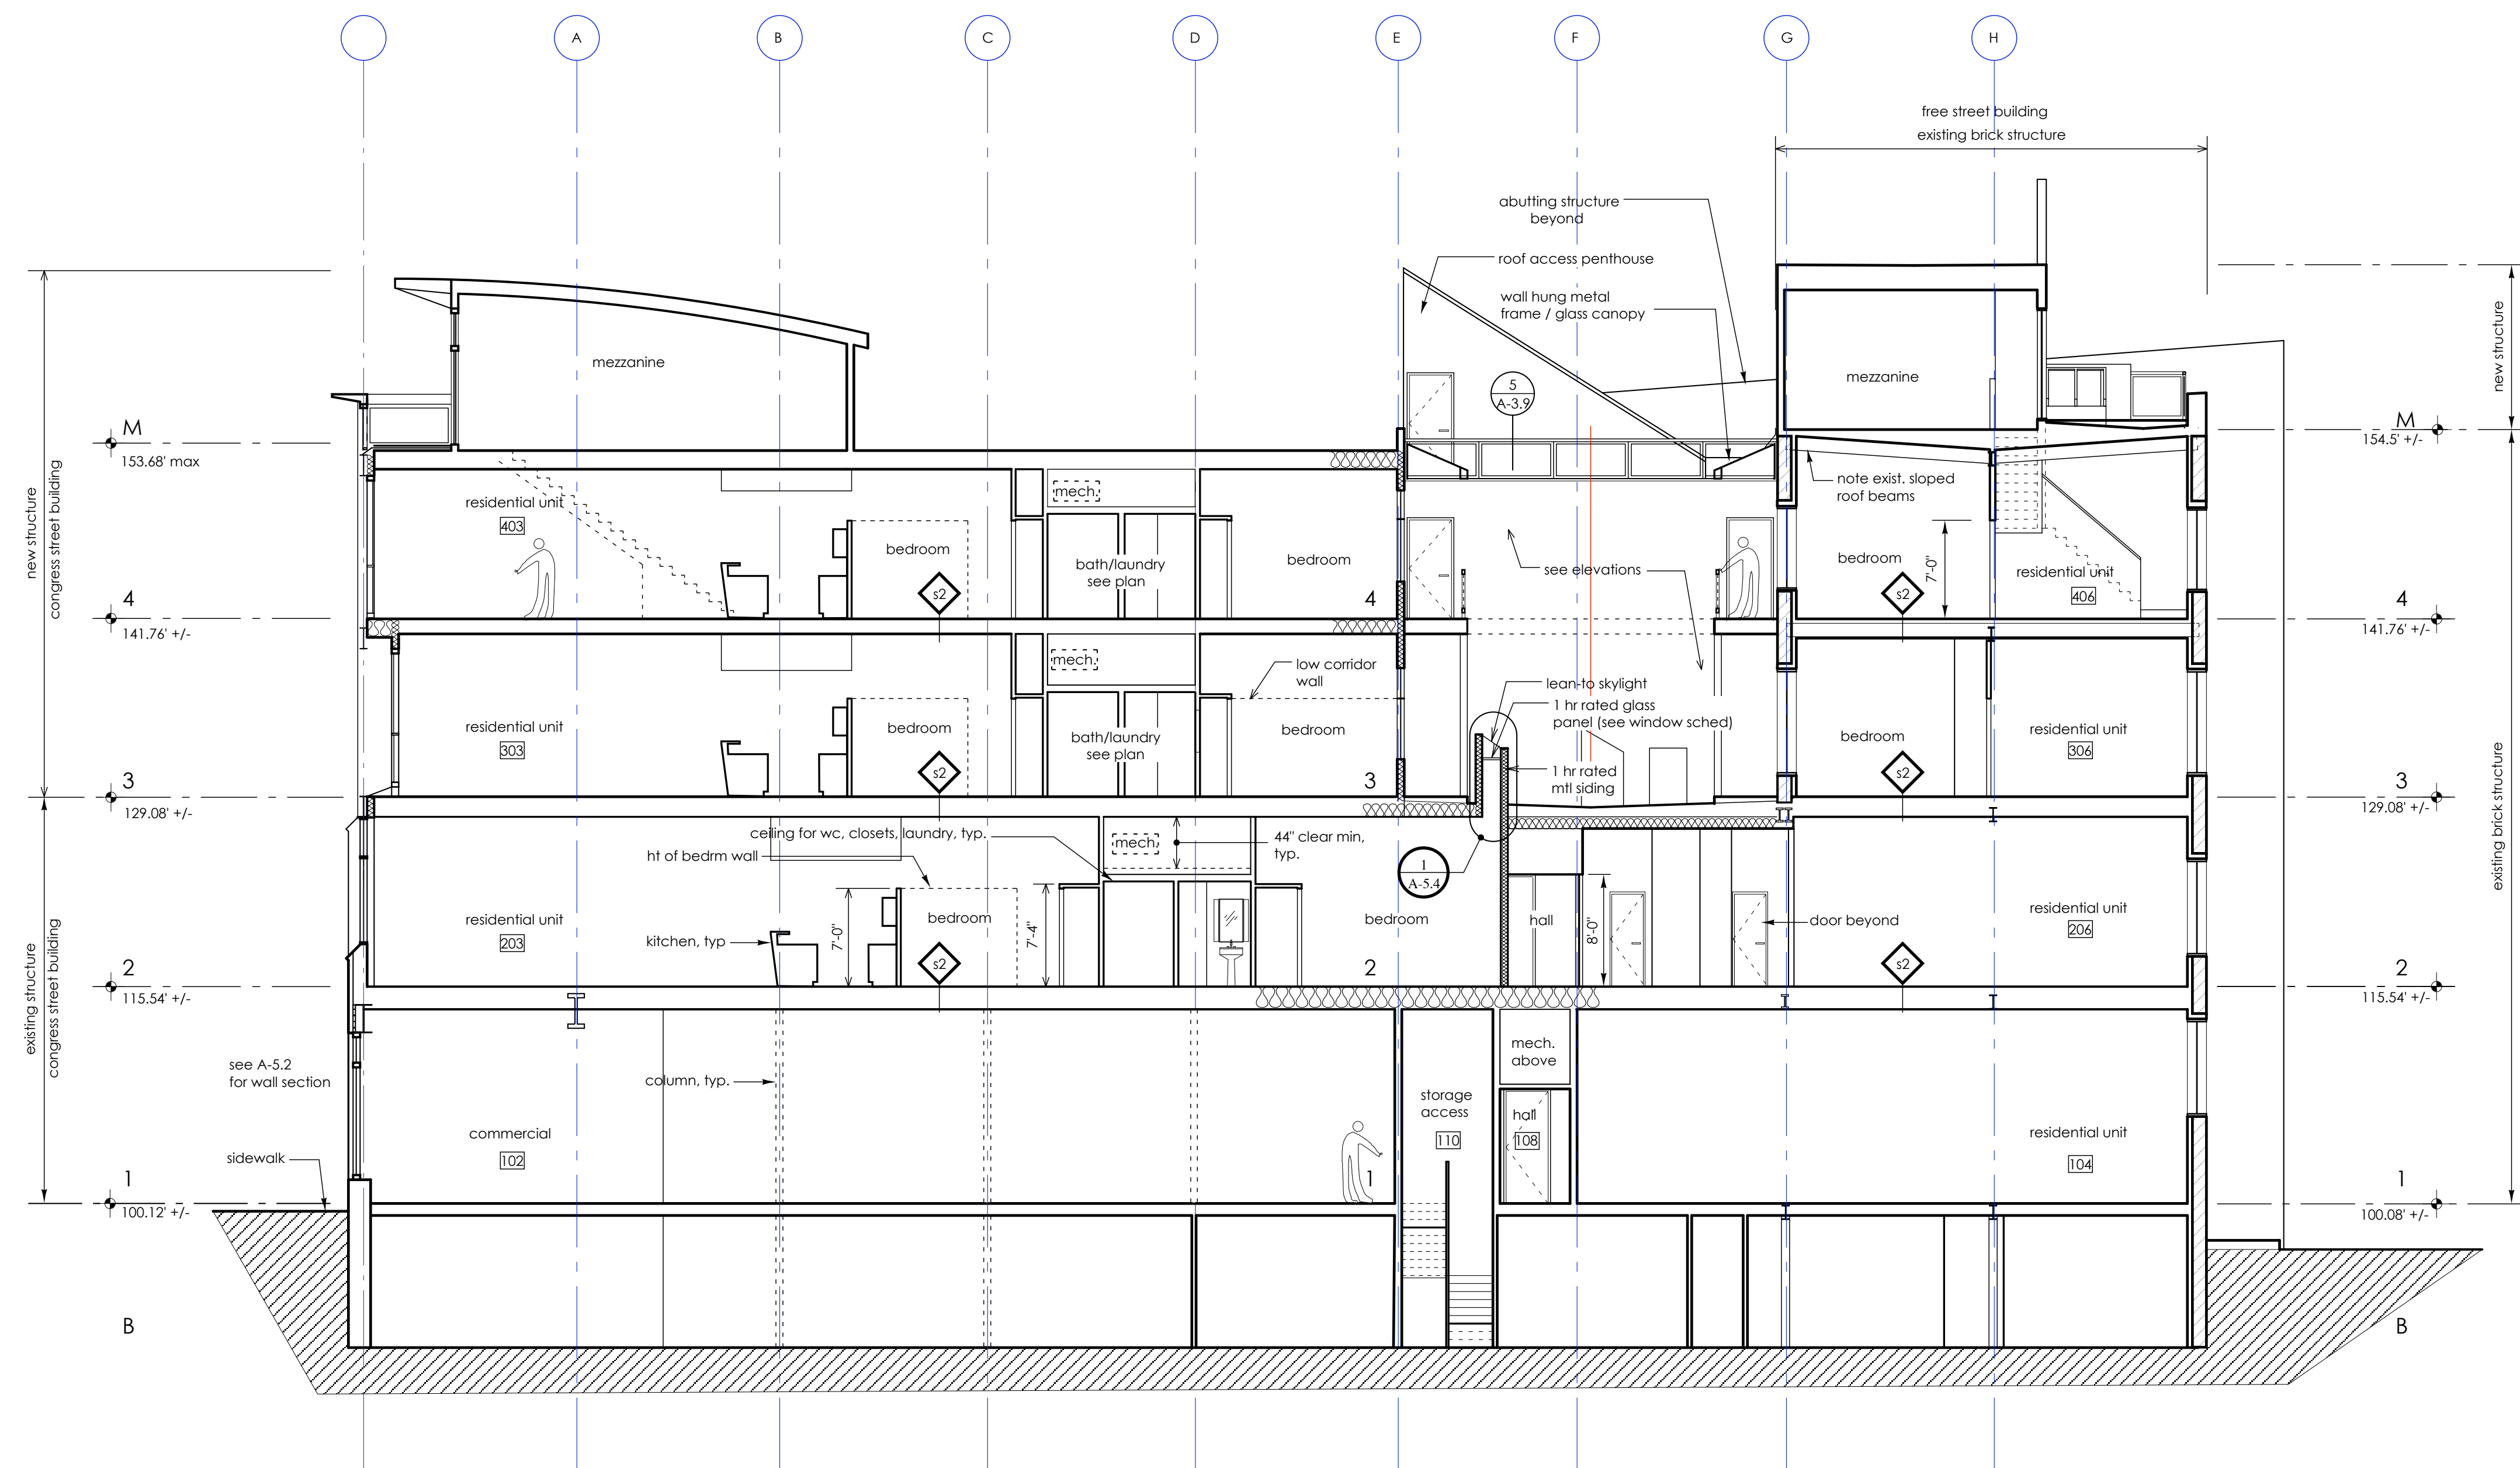 A
B
C
D
E
F
G
H
free street building
existing brick structure
abutting structure
beyond
roof access penthouse
wall hung metal
frame / glass canopy
new structure
mezzanine
mezzanine
5
A-3.9
M
153.68' max
M
154.5' +/-
new structure
congress street building
residential unit
403
mech.
note exist. sloped
roof beams
bedroom
s2
bath/laundry
see plan
bedroom
see elevations
bedroom
s2
7'-0"
residential unit
406
4
141.76' +/-
4
4
141.76' +/-
mech.
low corridor
wall
lean-to skylight
1 hr rated glass
panel (see window sched)
residential unit
303
bedroom
s2
bath/laundry
see plan
bedroom
1 hr rated
mtl siding
bedroom
s2
residential unit
306
existing brick structure
3
129.08' +/-
3
3
129.08' +/-
ceiling for wc, closets, laundry, typ.
ht of bedrm wall
mech.
44" clear min,
typ.
1
A-5.4
residential unit
203
kitchen, typ
7'-0"
bedroom
s2
7'-4"
bedroom
hall
8'-0"
door beyond
residential unit
206
s2
2
115.54' +/-
2
2
115.54' +/-
existing structure
congress street building
see A-5.2
for wall section
column, typ.
mech.
above
storage
access
110
hall
108
commercial
102
residential unit
104
sidewalk
1
100.12' +/-
1
1
100.08' +/-
B
B